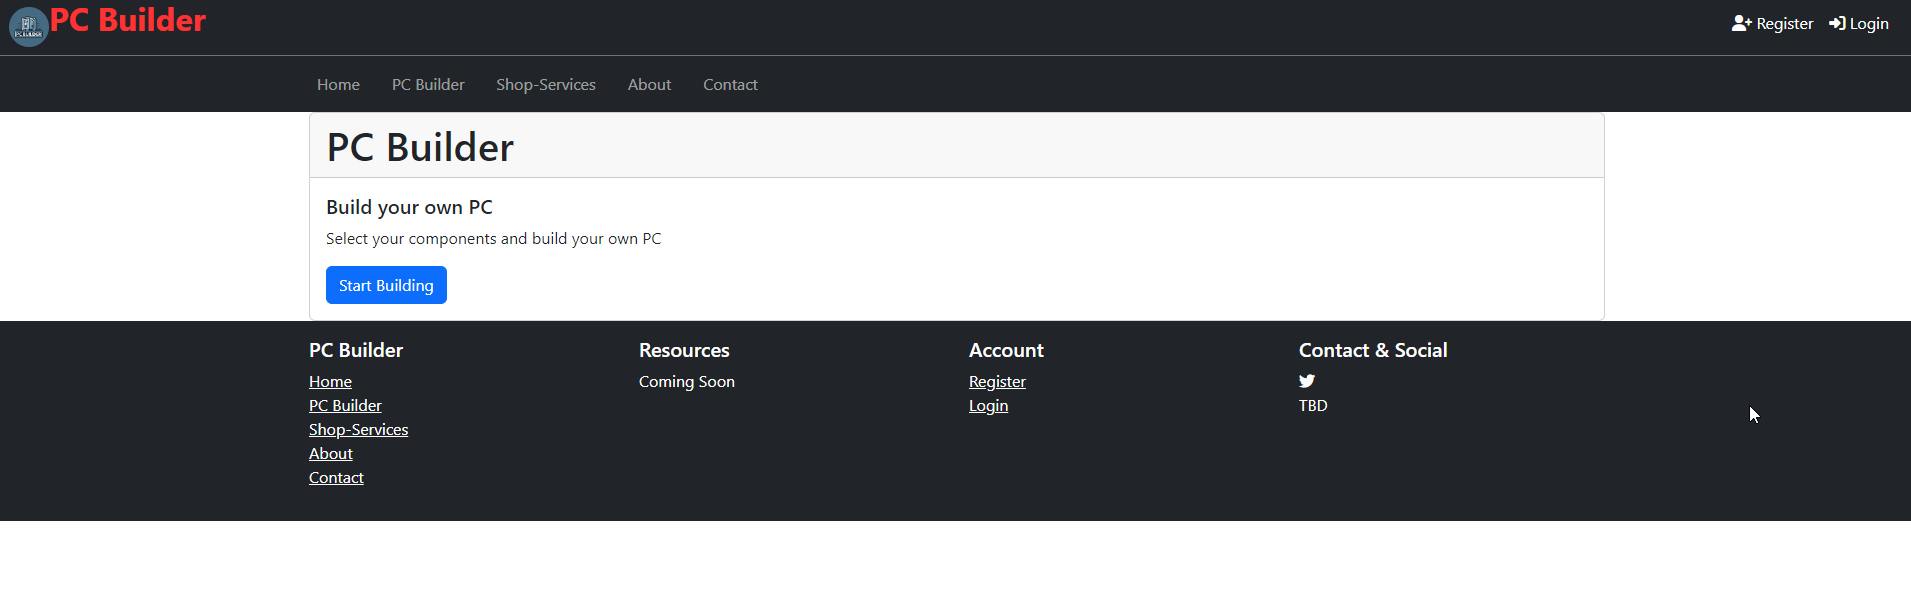 PC Builder
Register Login
Home PC Builder Shop-Services About Contact
PC Builder
Build your own PC
Select your components and build your own PC
Start Building
PC Builder
Home
PC Builder
Shop-Services
About
Contact
Resources
Coming Soon
Account
Register
Login
Contact & Social
TBD